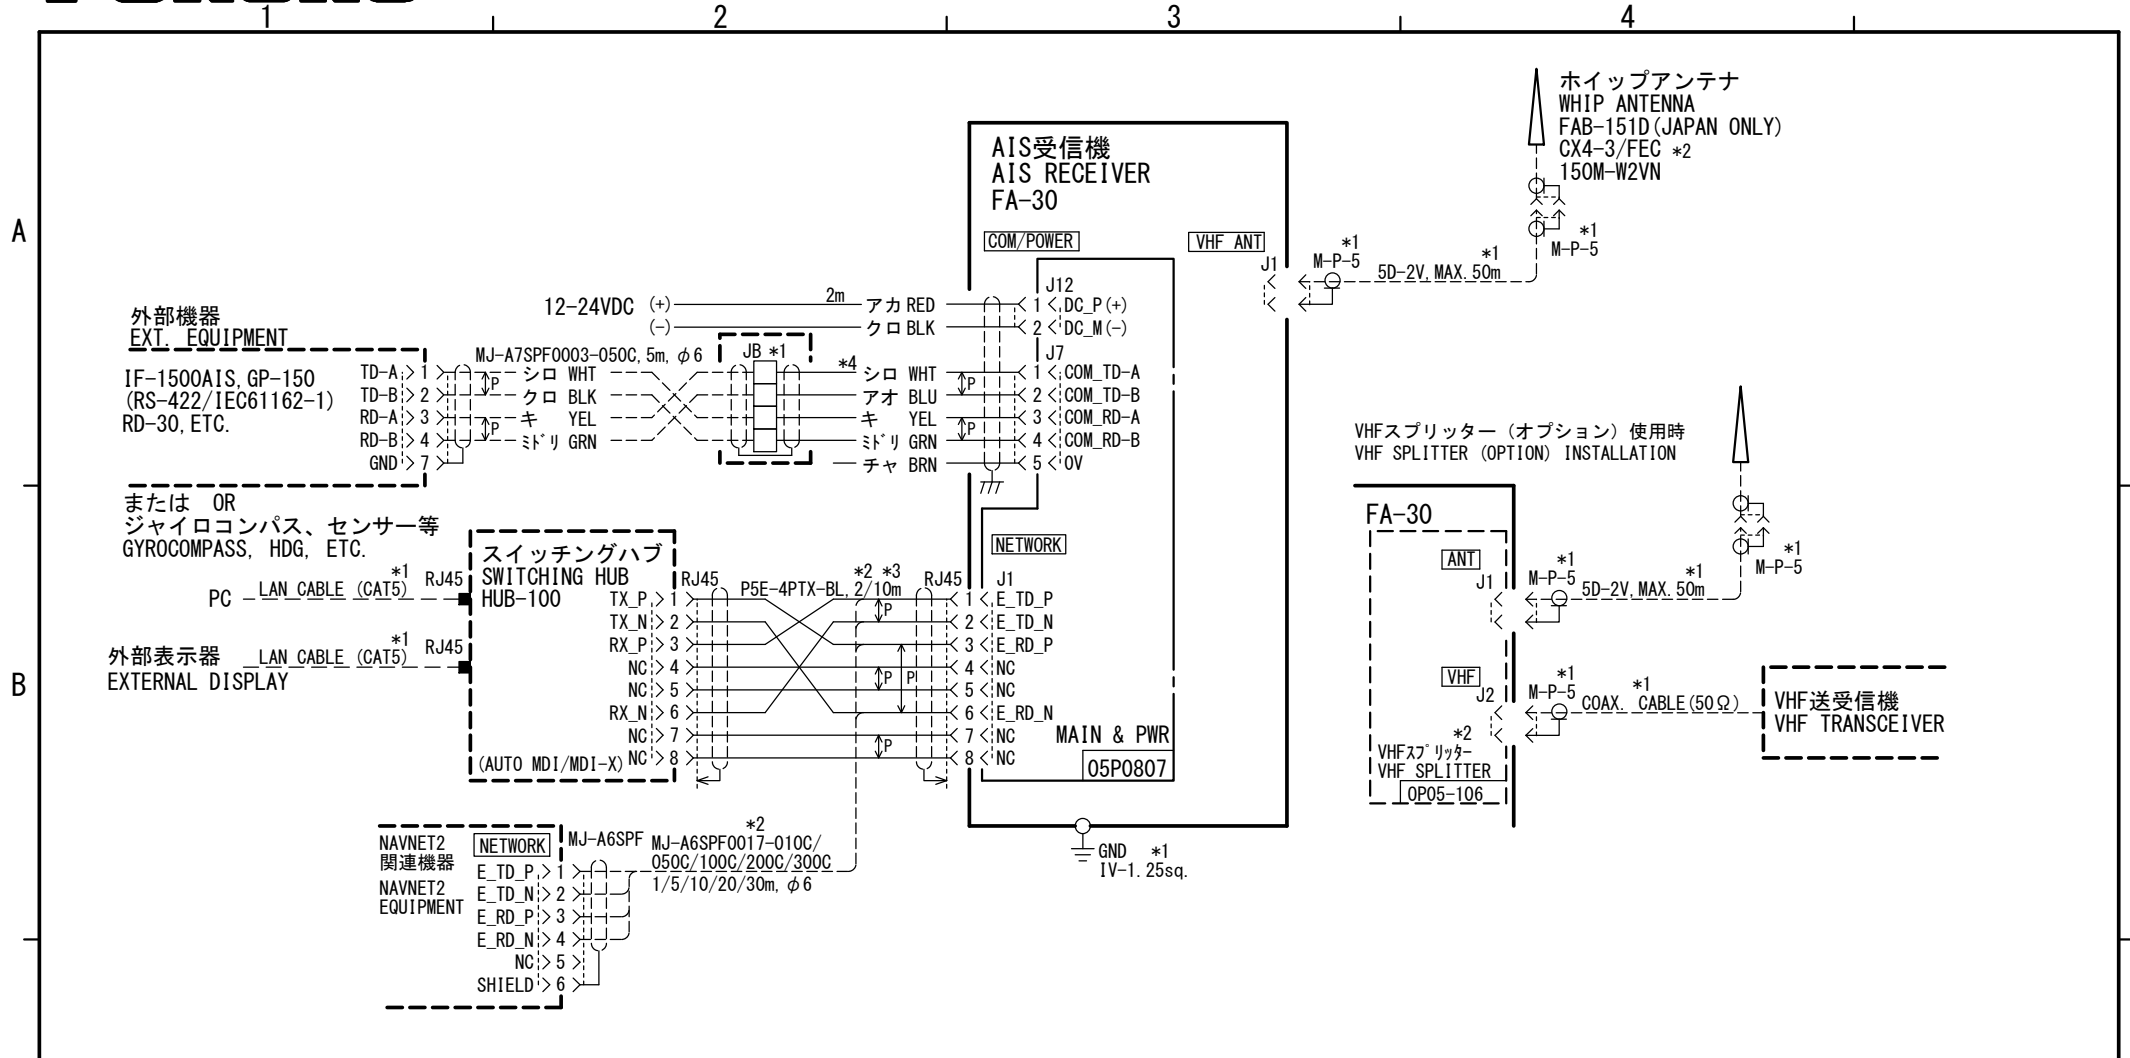 1
2
3
4
A
B
ホイップアンテナ
WHIP ANTENNA
FAB-151D(JAPAN ONLY)
CX4-3/FEC *2
150M-W2VN
*1
M-P-5
AIS受信機
AIS RECEIVER
FA-30
COM/POWER
VHF ANT
J1
*1
M-P-5
*1
5D-2V,MAX.50m
12-24VDC (+)
(-)
2m
アカ RED
クロ BLK
J12
1 DC_P(+)
2 DC_M(-)
外部機器
EXT. EQUIPMENT
IF-1500AIS,GP-150
(RS-422/IEC61162-1)
RD-30,ETC.
TD-A 1
TD-B 2
RD-A 3
RD-B 4
GND 7
MJ-A7SPF0003-050C,5m,φ6
P
P
シロ WHT
クロ BLK
キ YEL
ミドリ GRN
JB *1
*4
シロ WHT
アオ BLU
キ YEL
ミドリ GRN
チャ BRN
P
P
J7
1 COM_TD-A
2 COM_TD-B
3 COM_RD-A
4 COM_RD-B
5 0V
または OR
ジャイロコンパス、センサー等
GYROCOMPASS, HDG, ETC.
PC
*1
LAN CABLE (CAT5)
RJ45
外部表示器
EXTERNAL DISPLAY
*1
LAN CABLE (CAT5)
RJ45
スイッチングハブ
SWITCHING HUB
HUB-100
TX_P 1
TX_N 2
RX_P 3
NC 4
NC 5
RX_N 6
NC 7
NC 8
(AUTO MDI/MDI-X)
RJ45
*2 *3
P5E-4PTX-BL,2/10m
RJ45
P
P
P
P
NETWORK
J1
1 E_TD_P
2 E_TD_N
3 E_RD_P
4 NC
5 NC
6 E_RD_N
7 NC
8 NC
MAIN & PWR
05P0807
GND *1
IV-1.25sq.
NAVNET2
関連機器
NAVNET2
EQUIPMENT
NETWORK
E_TD_P 1
E_TD_N 2
E_RD_P 3
E_RD_N 4
NC 5
SHIELD 6
MJ-A6SPF
*2
MJ-A6SPF0017-010C/
050C/100C/200C/300C
1/5/10/20/30m,φ6
VHFスプリッター（オプション）使用時
VHF SPLITTER (OPTION) INSTALLATION
FA-30
ANT
J1
*1
M-P-5
*1
5D-2V,MAX.50m
*1
M-P-5
VHF
J2
*1
M-P-5
*1
COAX. CABLE(50Ω)
VHF送受信機
VHF TRANSCEIVER
*2
VHFスプリッター
VHF SPLITTER
OP05-106